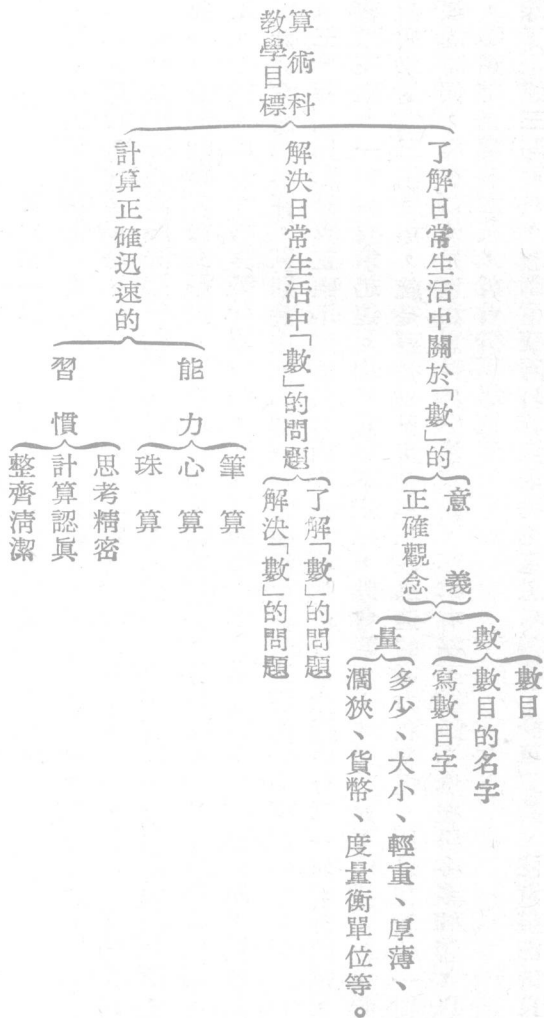 算術科
教學目標
了解日常生活中關於「數」的
意義
正確觀念
數
數目
數目的名字
寫數目字
量
多少、大小、輕重、厚薄、
濶狹、貨幣、度量衡單位等。
解決日常生活中「數」的問題
了解「數」的問題
解決「數」的問題
計算正確迅速的
能力
筆算
心算
珠算
習慣
思考精密
計算認眞
整齊清潔